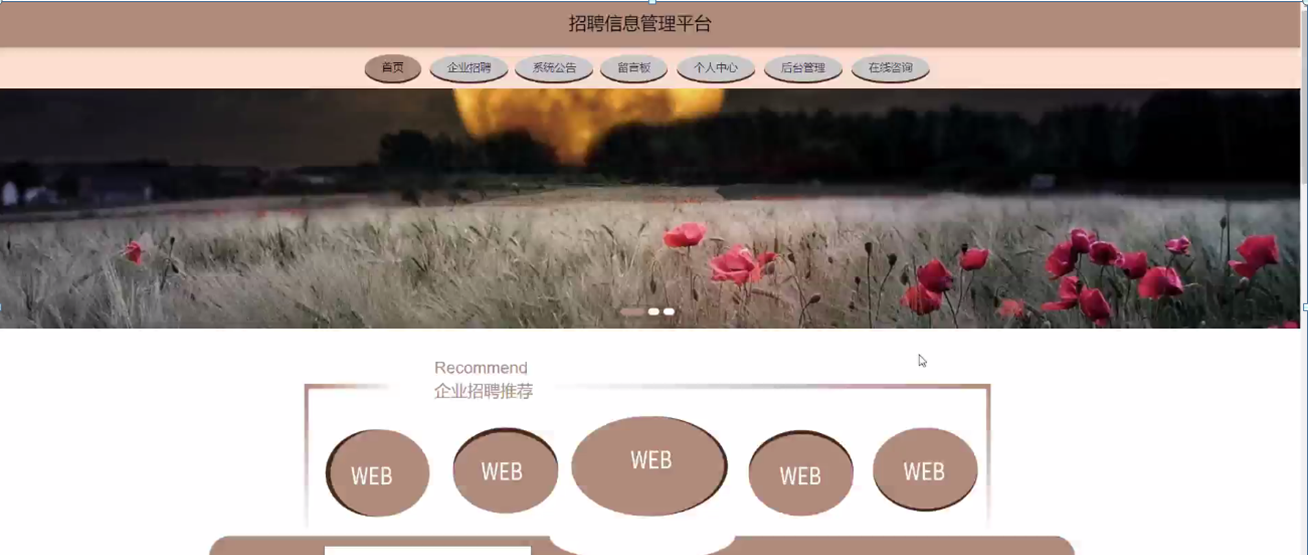 招聘信息管理平台
首页 企业招聘 系统公告 留言板 个人中心 后台管理 在线咨询
Recommend
企业招聘推荐
WEB WEB WEB WEB WEB